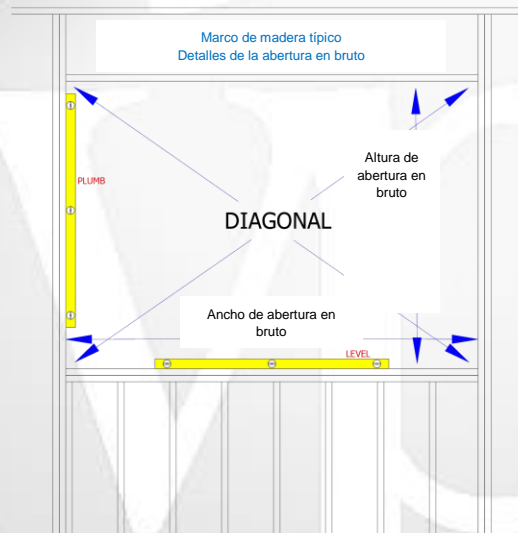 Marco de madera típico
Detalles de la abertura en bruto
Altura de
abertura en
bruto
PLUMB
DIAGONAL
Ancho de abertura en
bruto
LEVEL